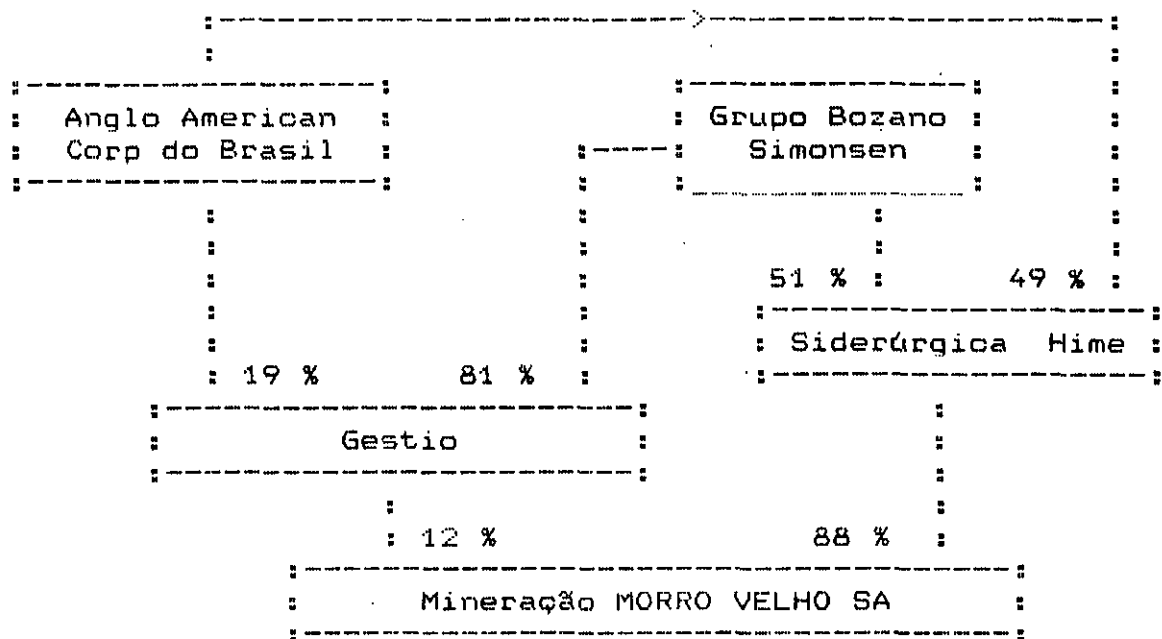 Anglo American Grupo Bozano
Corp do Brasil Simonsen
51 % 49 %
Siderúrgica Hime
19 % 81 %
Gestio
12 % 88 %
Mineração MORRO VELHO SA